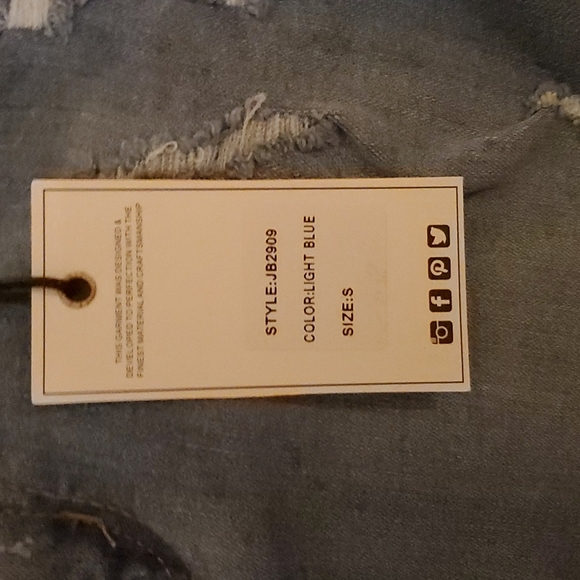 THIS GARMENT WAS DESIGNED &
DEVELOPED TO PERFECTION WITH THE
FINEST MATERIAL AND CRAFTSMANSHIP
STYLE:JB2909
COLOR:LIGHT BLUE
SIZE:S